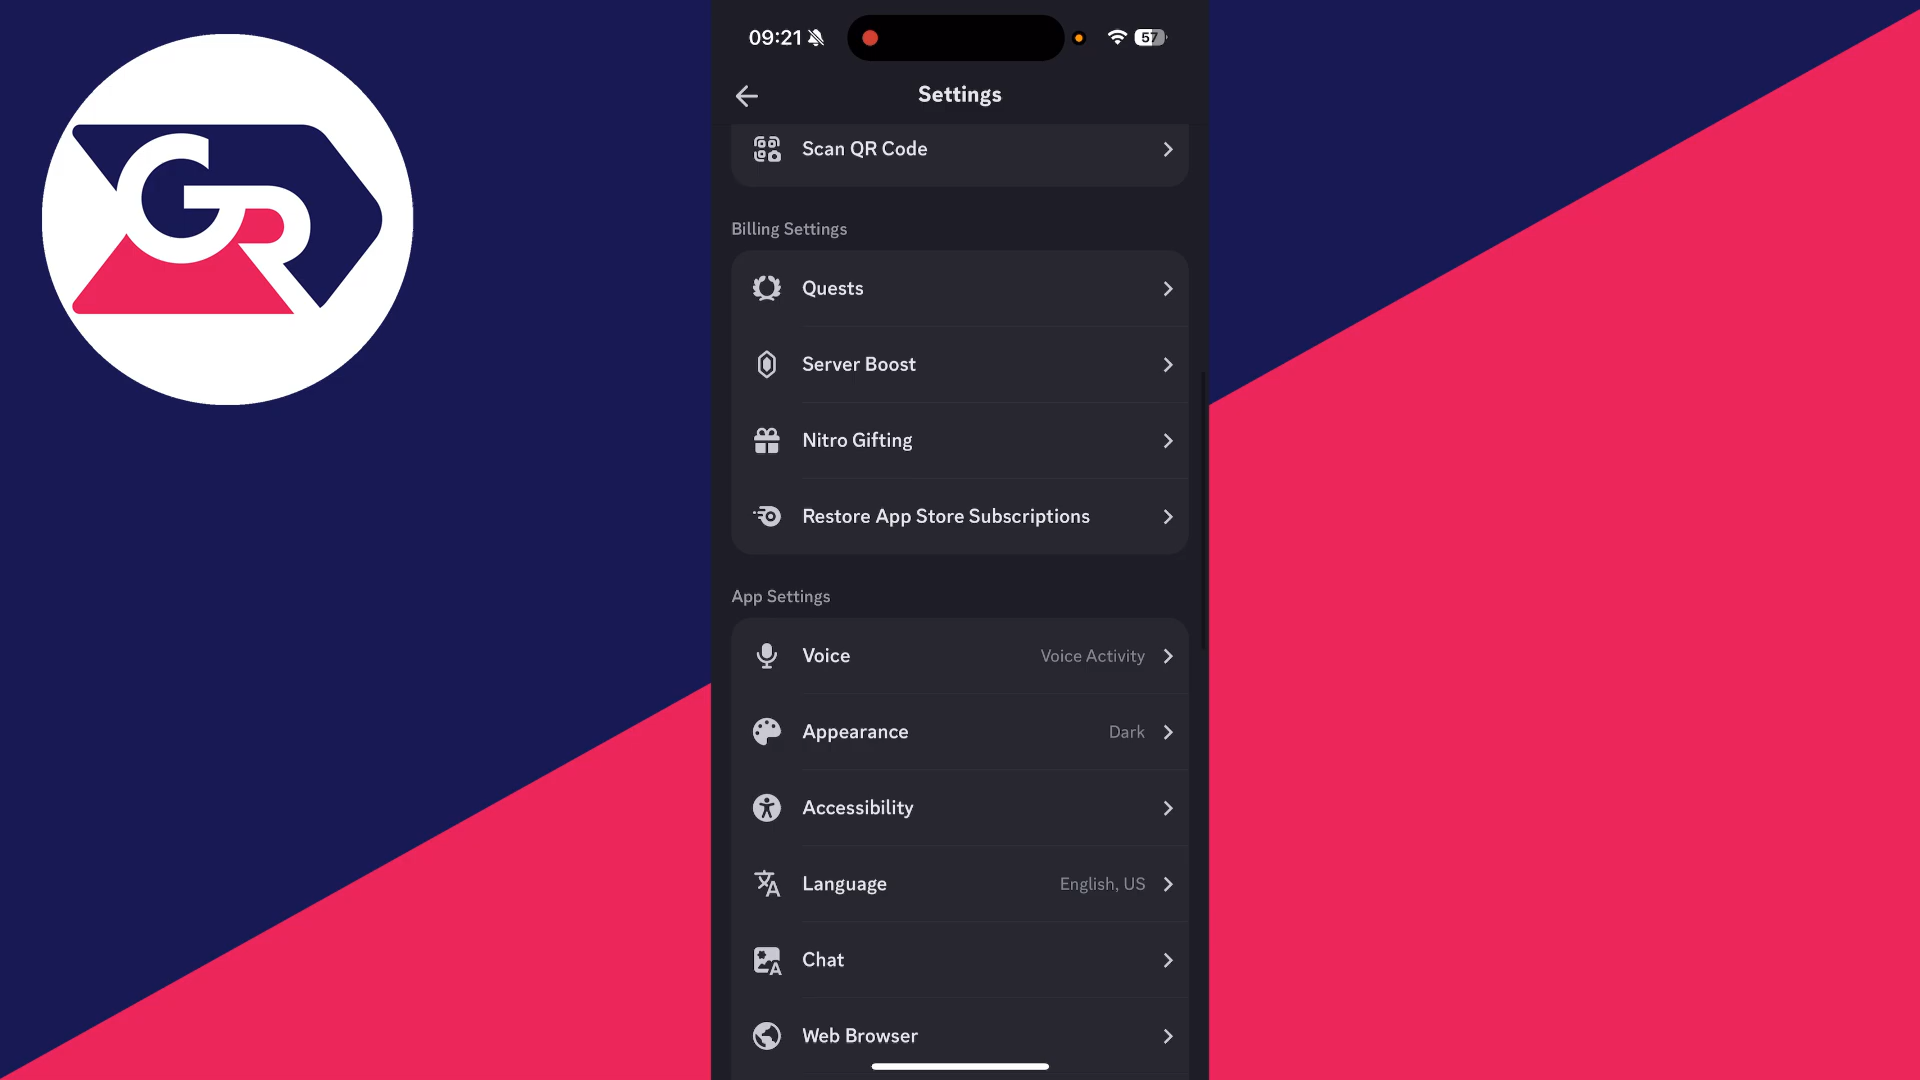 GR
09:21
57
Settings
Scan QR Code
Billing Settings
Quests
Server Boost
Nitro Gifting
Restore App Store Subscriptions
App Settings
Voice Voice Activity
Appearance Dark
Accessibility
Language English, US
Chat
Web Browser